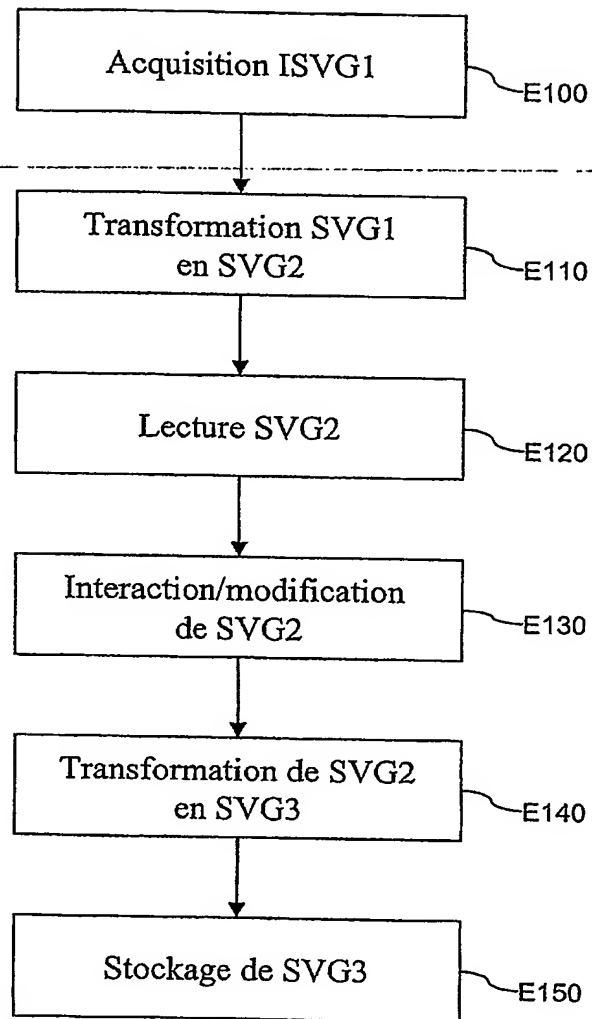 Acquisition ISVG1
E100
Transformation SVG1
en SVG2
E110
Lecture SVG2
E120
Interaction/modification
de SVG2
E130
Transformation de SVG2
en SVG3
E140
Stockage de SVG3
E150